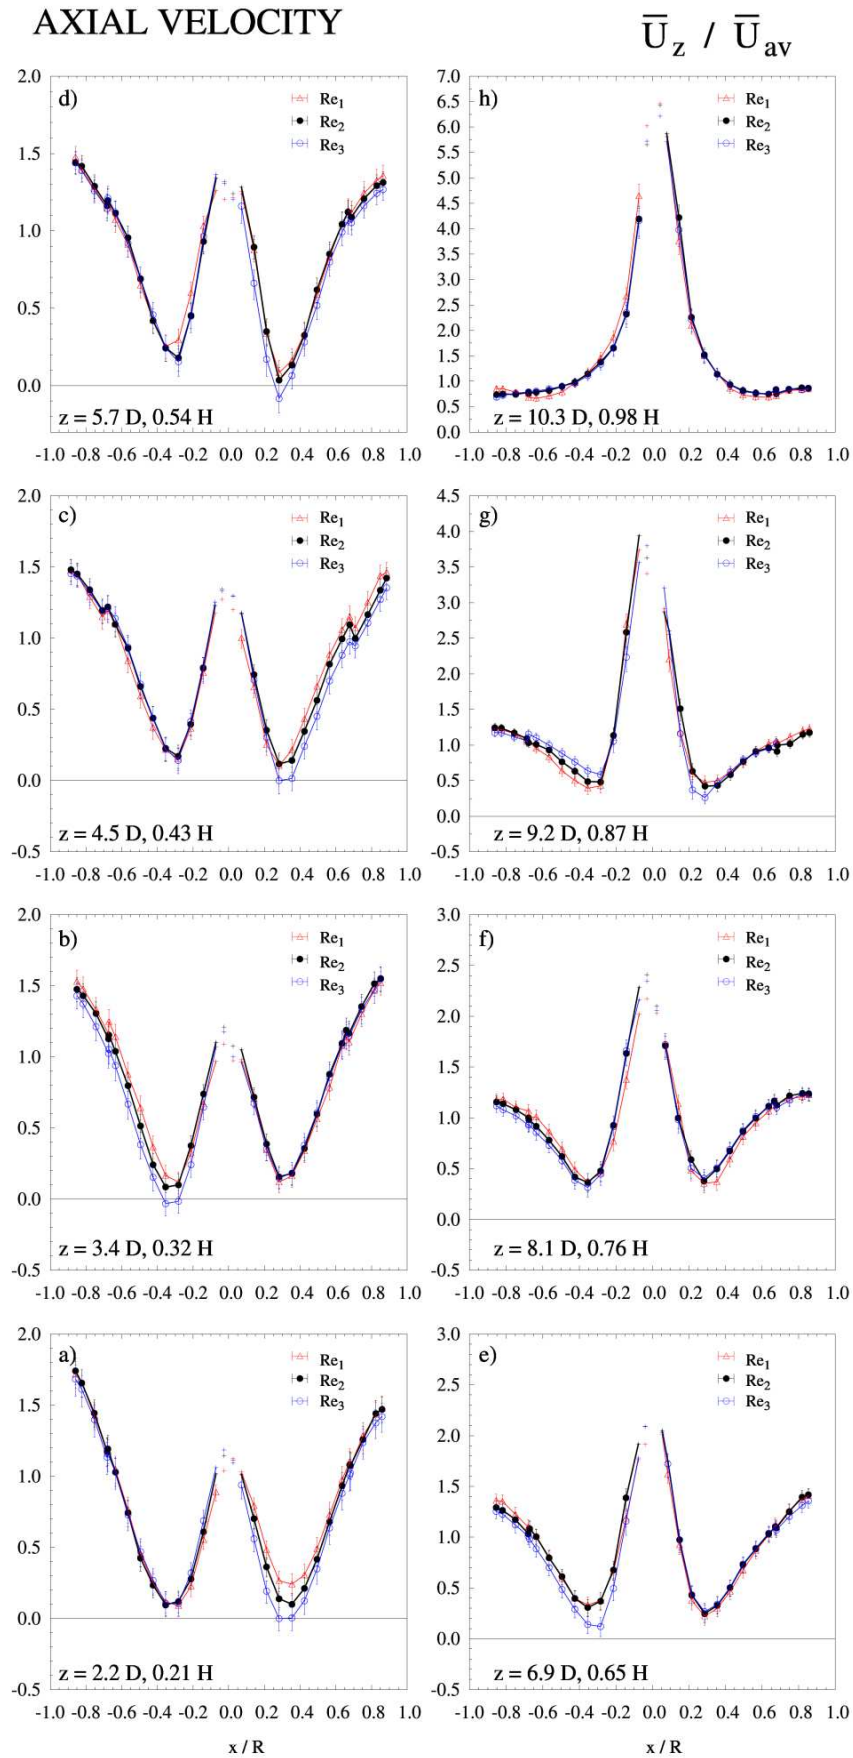 AXIAL VELOCITY
U̅z / U̅av
d)
Re1
Re2
Re3
2.0
1.5
1.0
0.5
0.0
z = 5.7 D, 0.54 H
-1.0 -0.8 -0.6 -0.4 -0.2 0.0 0.2 0.4 0.6 0.8 1.0
h)
Re1
Re2
Re3
7.0
6.5
6.0
5.5
5.0
4.5
4.0
3.5
3.0
2.5
2.0
1.5
1.0
0.5
0.0
z = 10.3 D, 0.98 H
-1.0 -0.8 -0.6 -0.4 -0.2 0.0 0.2 0.4 0.6 0.8 1.0
c)
Re1
Re2
Re3
2.0
1.5
1.0
0.5
0.0
-0.5
z = 4.5 D, 0.43 H
-1.0 -0.8 -0.6 -0.4 -0.2 0.0 0.2 0.4 0.6 0.8 1.0
g)
Re1
Re2
Re3
4.5
4.0
3.5
3.0
2.5
2.0
1.5
1.0
0.5
0.0
-0.5
z = 9.2 D, 0.87 H
-1.0 -0.8 -0.6 -0.4 -0.2 0.0 0.2 0.4 0.6 0.8 1.0
b)
Re1
Re2
Re3
2.0
1.5
1.0
0.5
0.0
-0.5
z = 3.4 D, 0.32 H
-1.0 -0.8 -0.6 -0.4 -0.2 0.0 0.2 0.4 0.6 0.8 1.0
f)
Re1
Re2
Re3
3.0
2.5
2.0
1.5
1.0
0.5
0.0
-0.5
z = 8.1 D, 0.76 H
-1.0 -0.8 -0.6 -0.4 -0.2 0.0 0.2 0.4 0.6 0.8 1.0
a)
Re1
Re2
Re3
2.0
1.5
1.0
0.5
0.0
-0.5
z = 2.2 D, 0.21 H
-1.0 -0.8 -0.6 -0.4 -0.2 0.0 0.2 0.4 0.6 0.8 1.0
x / R
e)
Re1
Re2
Re3
3.0
2.5
2.0
1.5
1.0
0.5
0.0
-0.5
z = 6.9 D, 0.65 H
-1.0 -0.8 -0.6 -0.4 -0.2 0.0 0.2 0.4 0.6 0.8 1.0
x / R